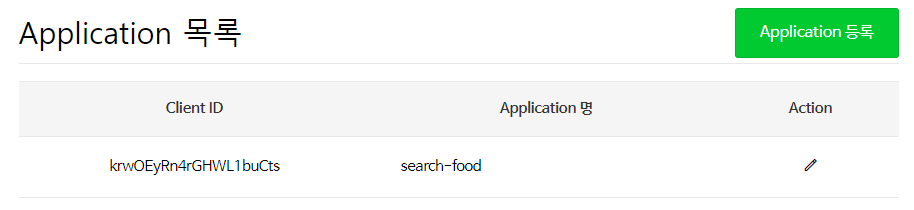 Application 목록
Application 등록
Client ID Application 명 Action
krwOEyRn4rGHWL1buCts search-food